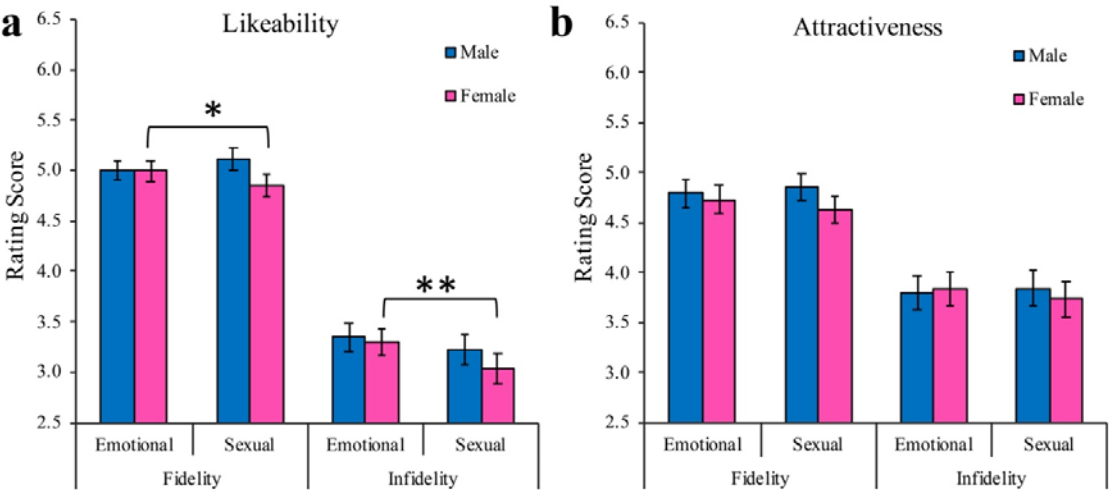 a
Likeability
Rating Score
6.5
6.0
5.5
5.0
4.5
4.0
3.5
3.0
2.5
Male
Female
*
**
Emotional Sexual Emotional Sexual
Fidelity Infidelity
b
Attractiveness
Rating Score
6.5
6.0
5.5
5.0
4.5
4.0
3.5
3.0
2.5
Male
Female
Emotional Sexual Emotional Sexual
Fidelity Infidelity